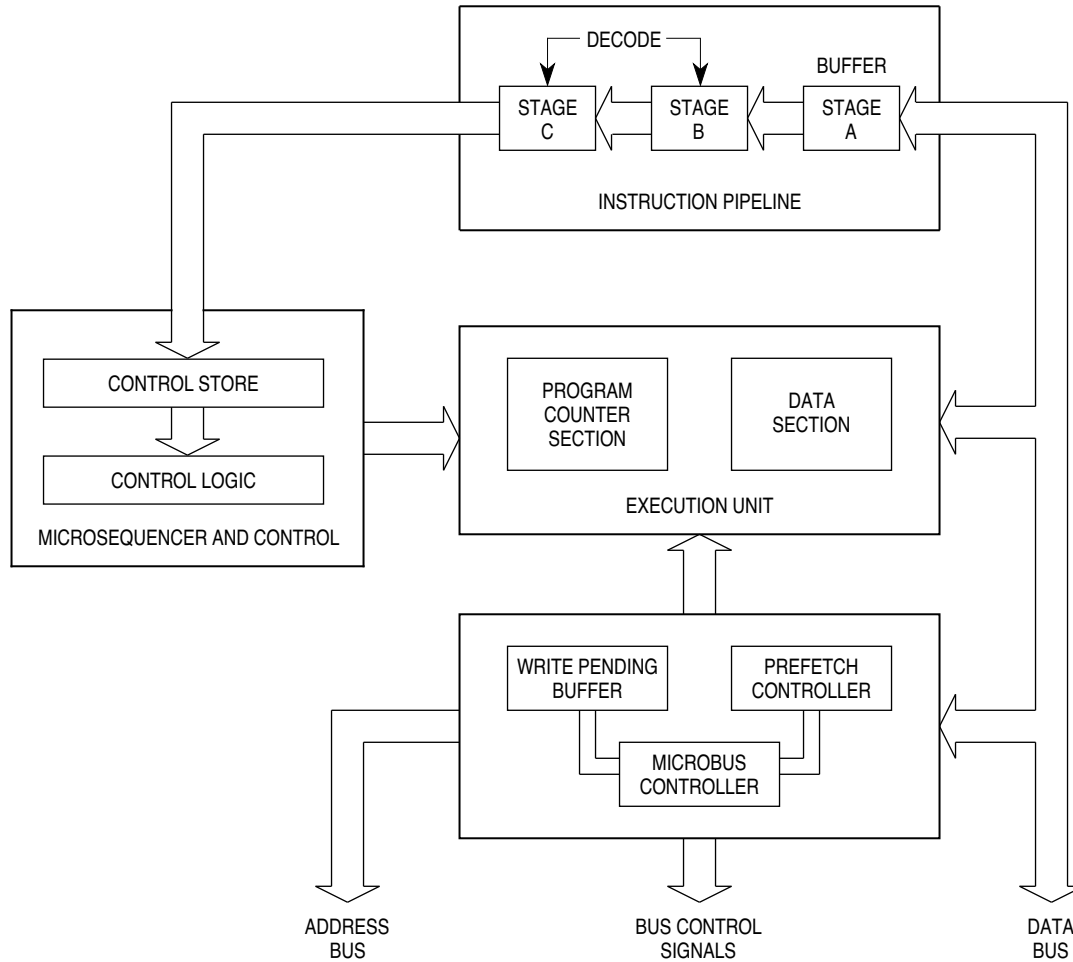 DECODE
BUFFER
STAGE
C
STAGE
B
STAGE
A
INSTRUCTION PIPELINE
CONTROL STORE
CONTROL LOGIC
MICROSEQUENCER AND CONTROL
PROGRAM
COUNTER
SECTION
DATA
SECTION
EXECUTION UNIT
WRITE PENDING
BUFFER
PREFETCH
CONTROLLER
MICROBUS
CONTROLLER
ADDRESS
BUS
BUS CONTROL
SIGNALS
DATA
BUS